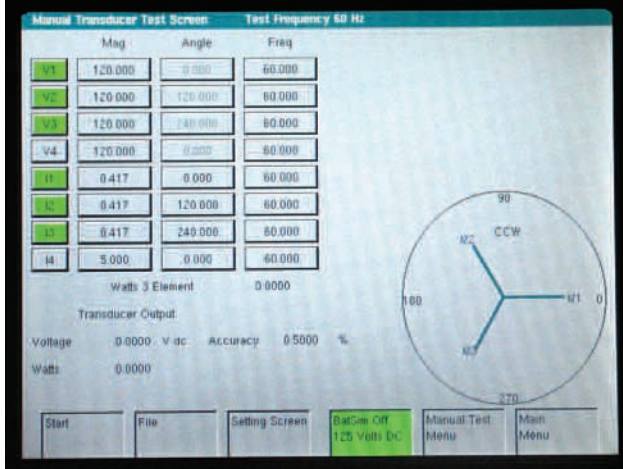 Manual Transducer Test Screen Test Frequency 60 Hz
Mag Angle Freq
V1 120.000 0.000 60.000
V2 120.000 120.000 60.000
V3 120.000 240.000 60.000
V4 120.000 0.000 60.000
I1 0.417 0.000 60.000
I2 0.417 120.000 60.000
I3 0.417 240.000 60.000
I4 5.000 0.000 60.000
Watts 3 Element 0.0000
Transducer Output
Voltage 0.0000 V dc Accuracy 0.5000 %
Watts 0.0000
90
CCW
180
0
270
Start
File
Setting Screen
BatSim Off
125 Volts DC
Manual Test
Menu
Main
Menu